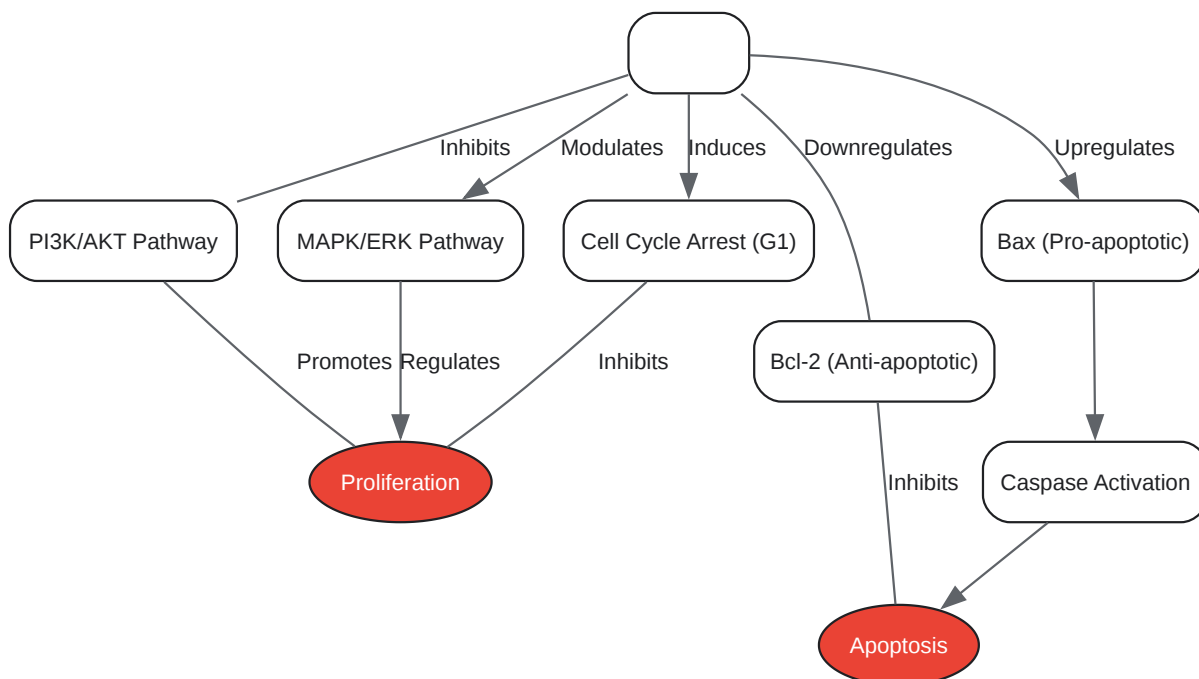 Inhibits
Modulates
Induces
Downregulates
Upregulates
PI3K/AKT Pathway
MAPK/ERK Pathway
Cell Cycle Arrest (G1)
Bax (Pro-apoptotic)
Promotes
Regulates
Inhibits
Bcl-2 (Anti-apoptotic)
Proliferation
Inhibits
Caspase Activation
Apoptosis